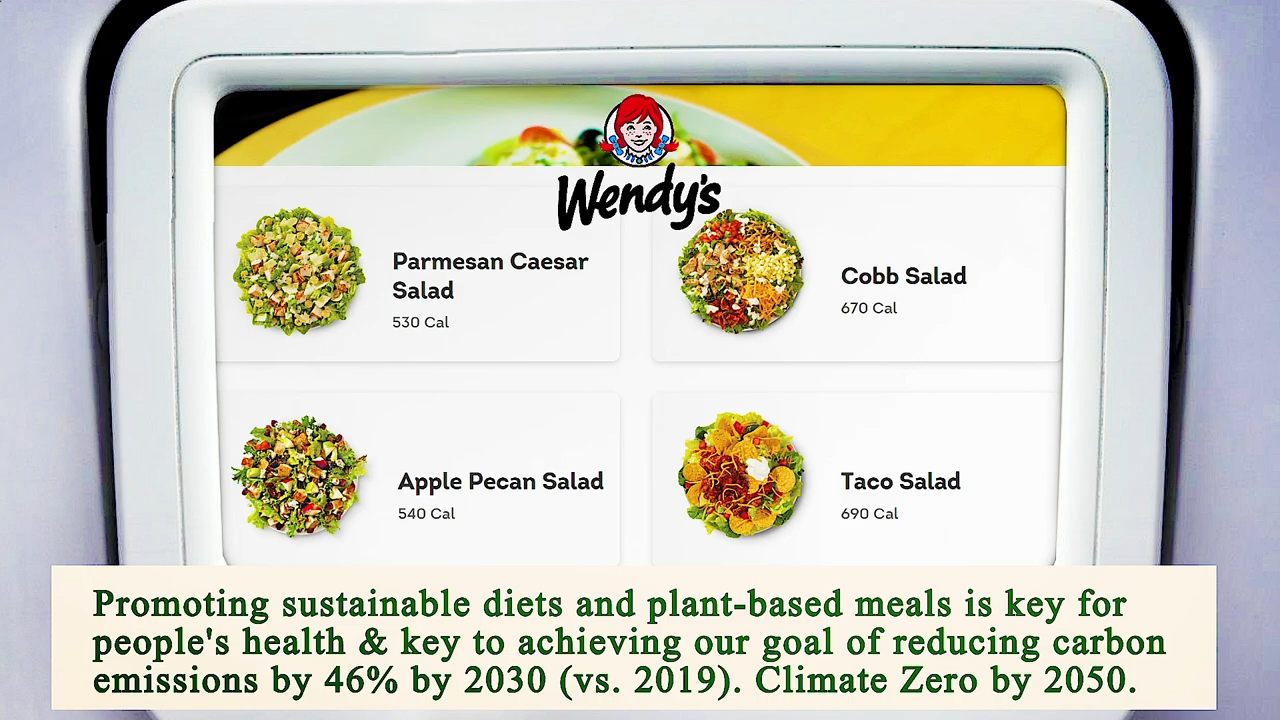 Wendy's
Parmesan Caesar
Salad
530 Cal
Cobb Salad
670 Cal
Apple Pecan Salad
540 Cal
Taco Salad
690 Cal
Promoting sustainable diets and plant-based meals is key for
people's health & key to achieving our goal of reducing carbon
emissions by 46% by 2030 (vs. 2019). Climate Zero by 2050.